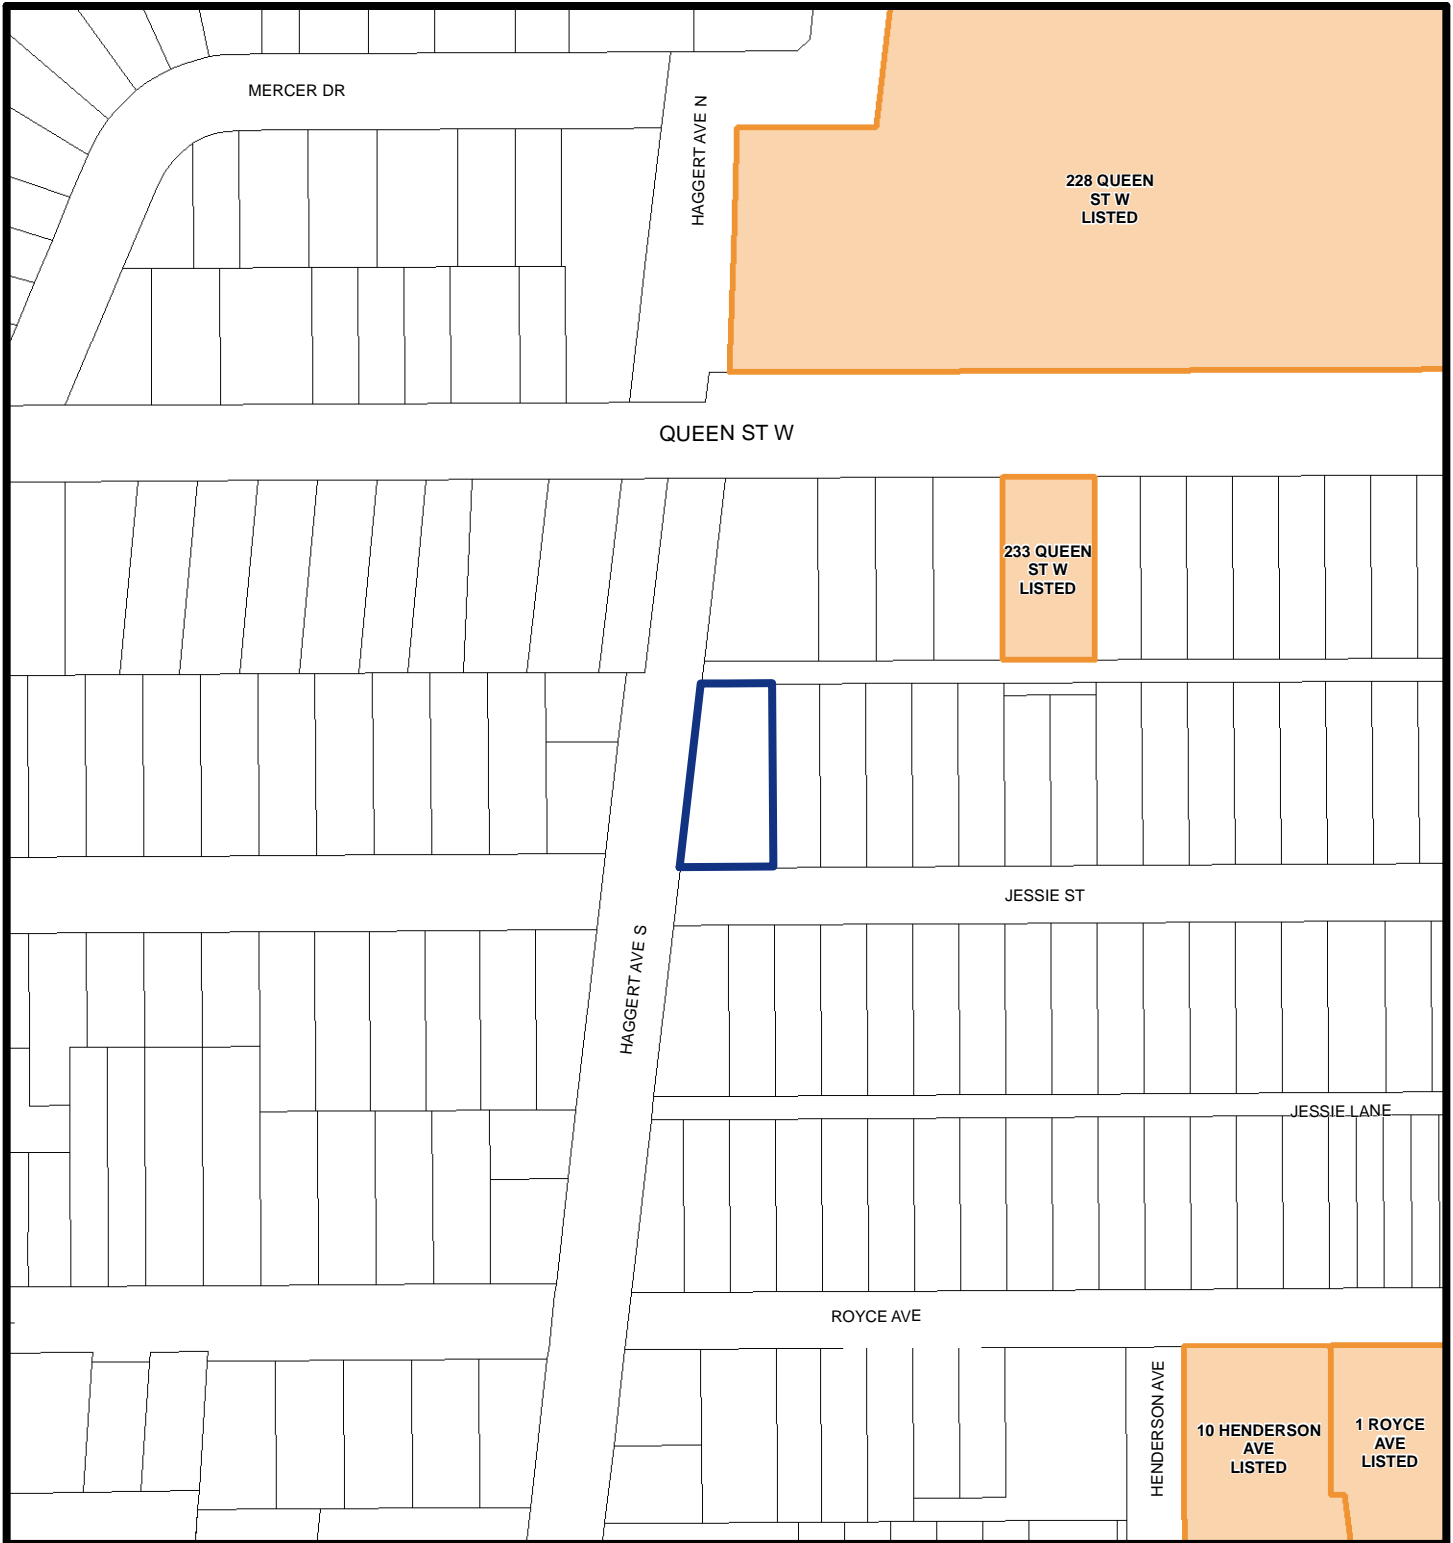 MERCER DR
HAGGERT AVE N
228 QUEEN
ST W
LISTED
QUEEN ST W
233 QUEEN
ST W
LISTED
JESSIE ST
HAGGERT AVE S
JESSIE LANE
ROYCE AVE
HENDERSON AVE
10 HENDERSON
AVE
LISTED
1 ROYCE
AVE
LISTED